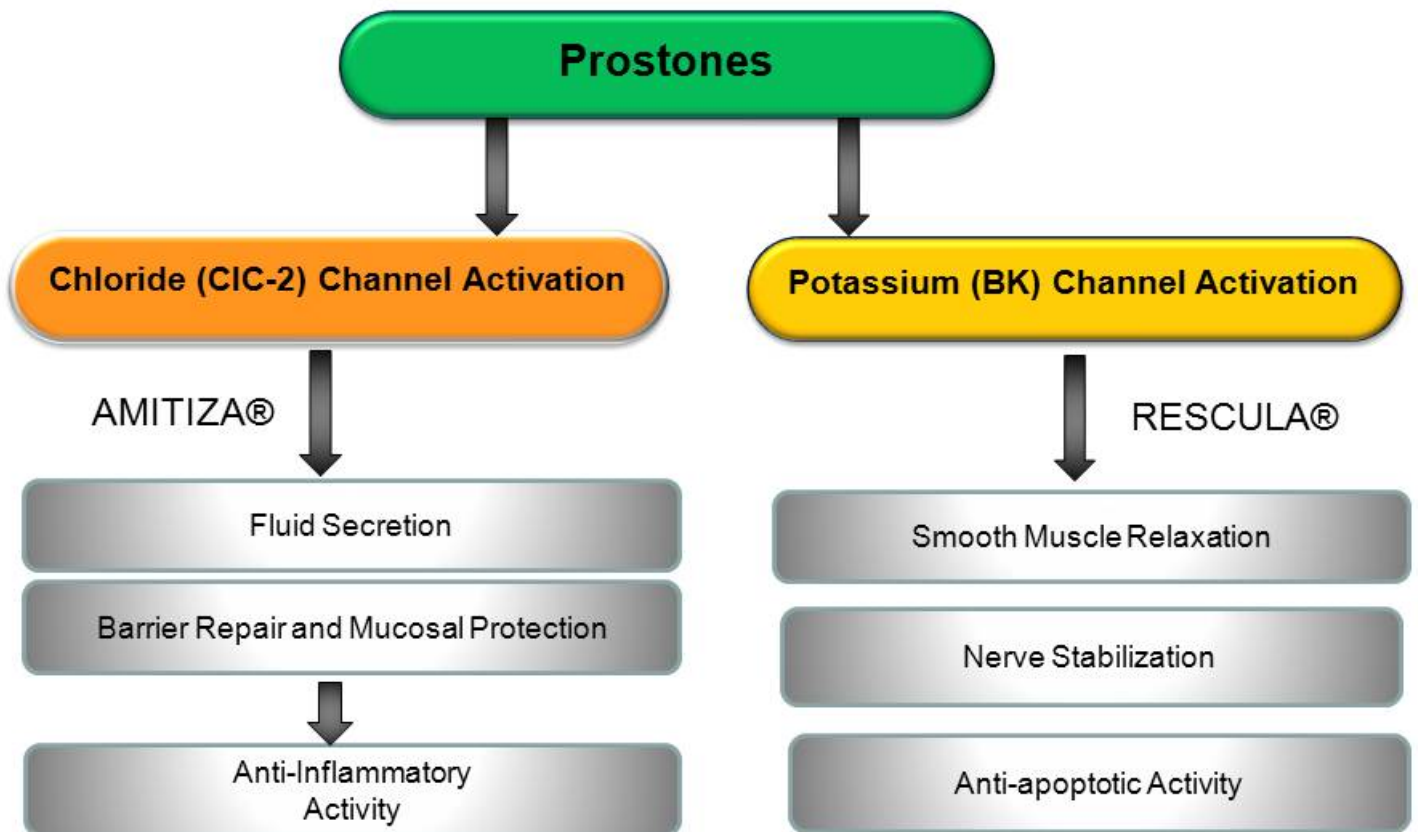 Prostones
Chloride (ClC-2) Channel Activation
Potassium (BK) Channel Activation
AMITIZA®
RESCULA®
Fluid Secretion
Barrier Repair and Mucosal Protection
Anti-Inflammatory
Activity
Smooth Muscle Relaxation
Nerve Stabilization
Anti-apoptotic Activity